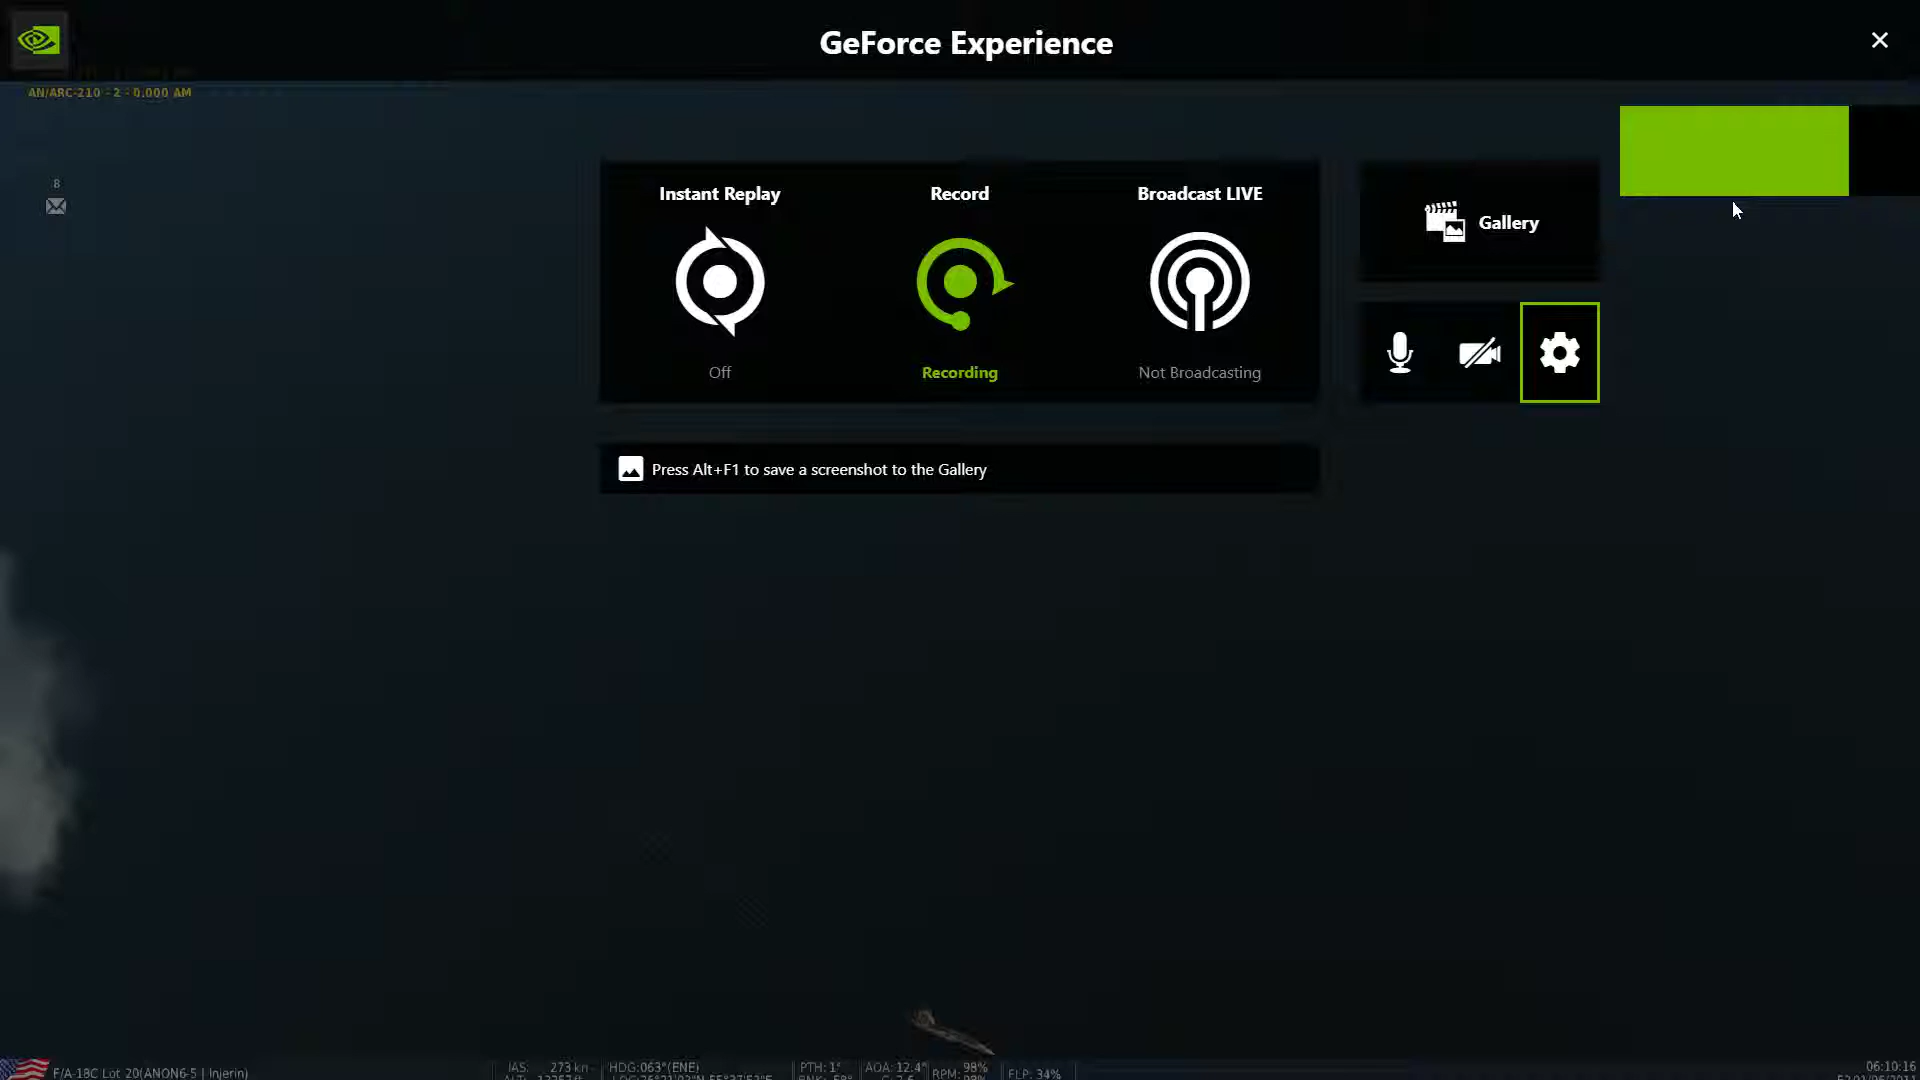 GeForce Experience
AN/ARC-210 - 2 - 0.000 AM
8
Instant Replay
Record
Broadcast LIVE
Gallery
Off
Recording
Not Broadcasting
Press Alt+F1 to save a screenshot to the Gallery
F/A-18C Lot 20(ANON6-5 | Injerin)
IAS: 273 kn
HDG:063°(ENE)
PTH: 1°
AOA: 12.4°
RPM: 98%
FLP: 34%
06:10:16